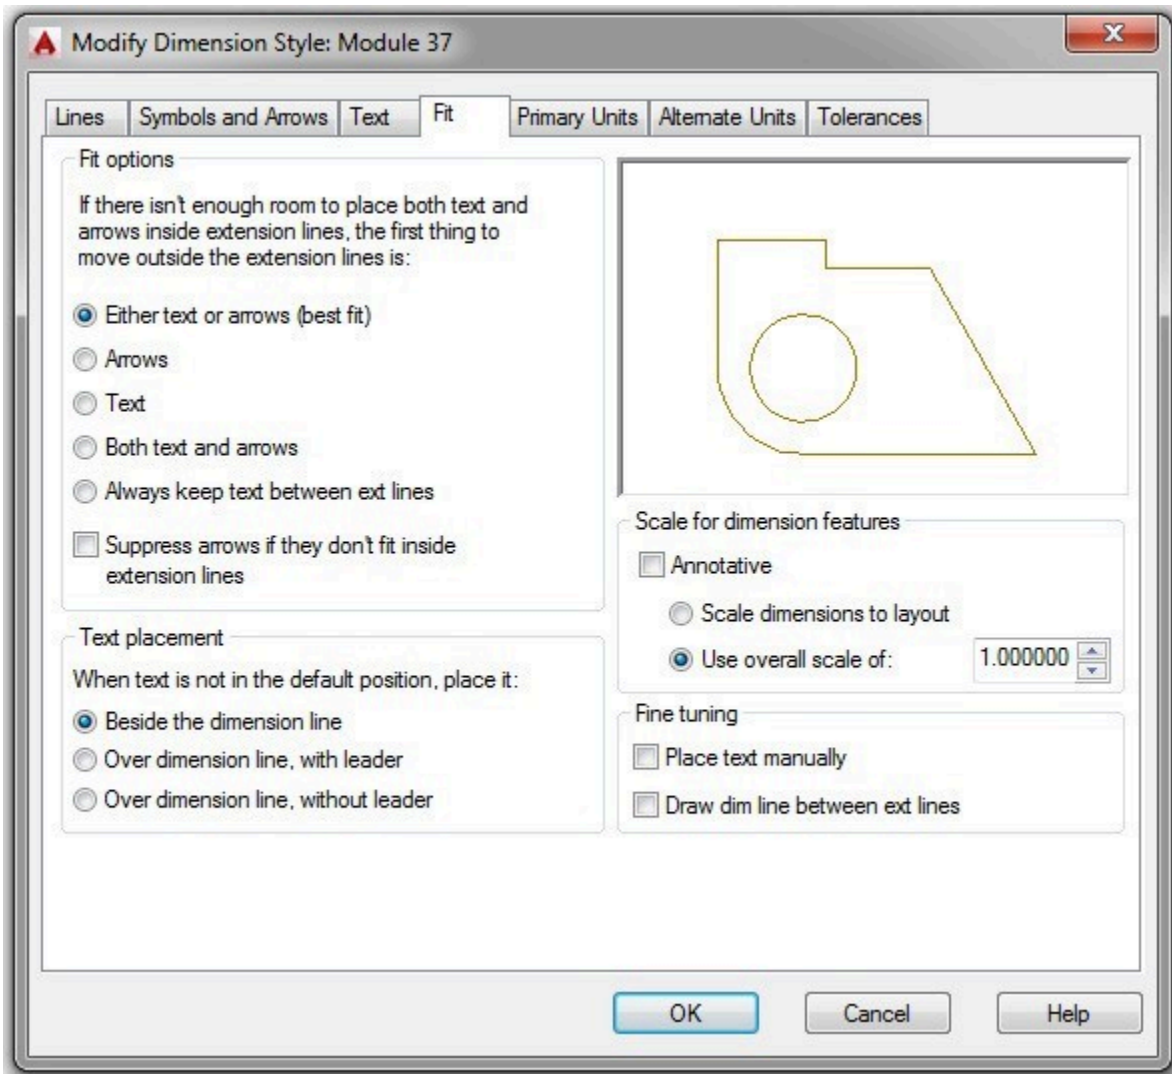 Modify Dimension Style: Module 37
Lines
Symbols and Arrows
Text
Fit
Primary Units
Alternate Units
Tolerances
Fit options
If there isn't enough room to place both text and
arrows inside extension lines, the first thing to
move outside the extension lines is:
Either text or arrows (best fit)
Arrows
Text
Both text and arrows
Always keep text between ext lines
Suppress arrows if they don't fit inside
extension lines
Text placement
When text is not in the default position, place it:
Beside the dimension line
Over dimension line, with leader
Over dimension line, without leader
Scale for dimension features
Annotative
Scale dimensions to layout
Use overall scale of:
1.000000
Fine tuning
Place text manually
Draw dim line between ext lines
OK
Cancel
Help